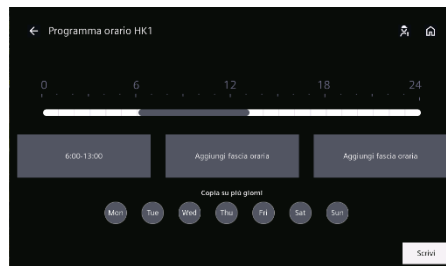 Programma orario HK1
0 6 12 18 24
6:00-13:00 Aggiungi fascia oraria Aggiungi fascia oraria
Copia su più giorni
Mon Tue Wed Thu Fri Sat Sun
Scrivi